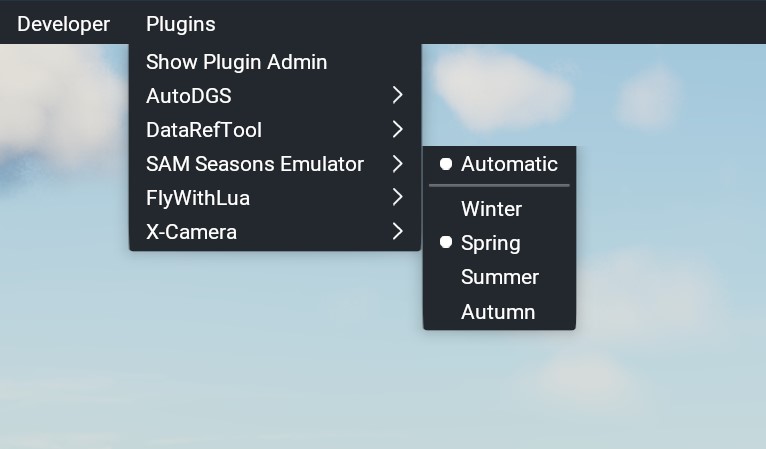 Developer Plugins
Show Plugin Admin
AutoDGS
DataRefTool
SAM Seasons Emulator
FlyWithLua
X-Camera
Automatic
Winter
Spring
Summer
Autumn